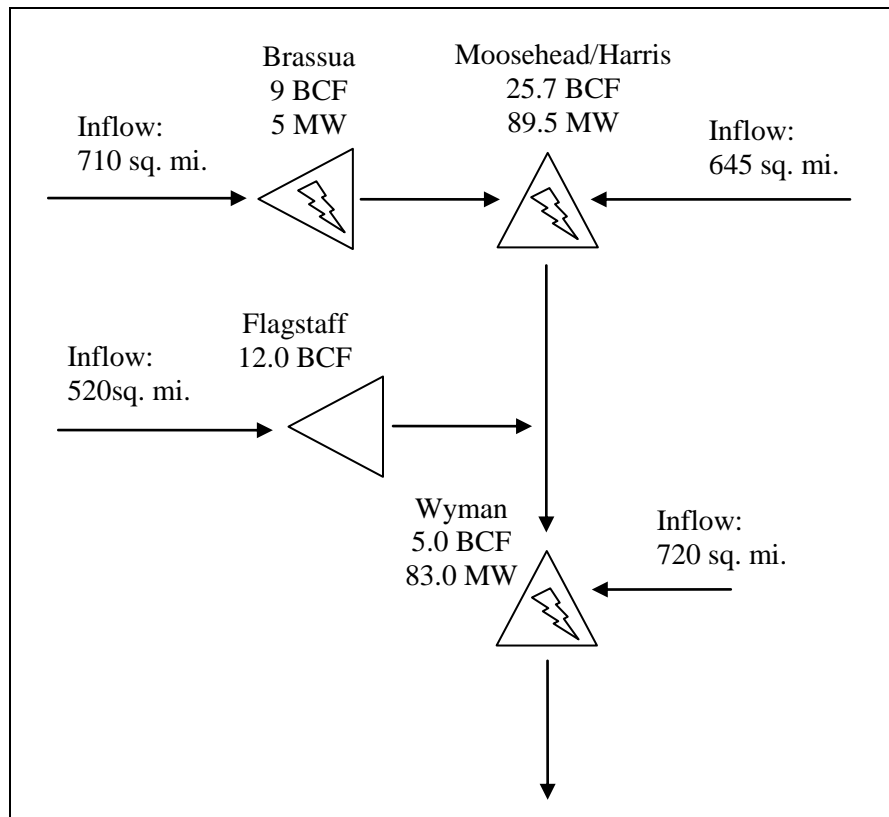 Brassua
9 BCF
5 MW
Moosehead/Harris
25.7 BCF
89.5 MW
Inflow:
710 sq. mi.
Inflow:
645 sq. mi.
Flagstaff
12.0 BCF
Inflow:
520sq. mi.
Wyman
5.0 BCF
83.0 MW
Inflow:
720 sq. mi.